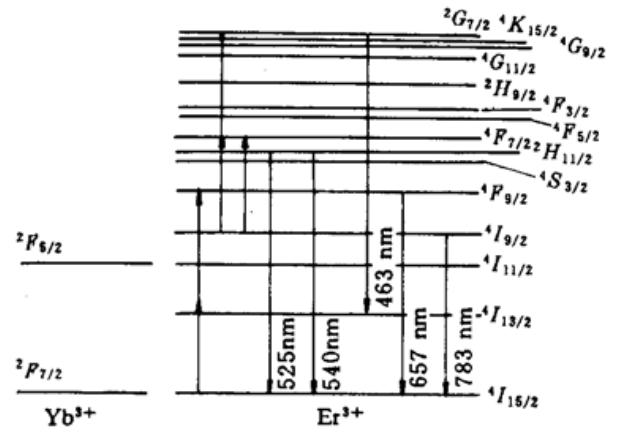 ²G₇/₂ ⁴K₁₅/₂
⁴G₉/₂
⁴G₁₁/₂
²H₉/₂
⁴F₃/₂
⁴F₅/₂
⁴F₇/₂²H₁₁/₂
⁴S₃/₂
⁴F₉/₂
²F₅/₂
⁴I₉/₂
⁴I₁₁/₂
463 nm
⁴I₁₃/₂
525nm
540nm
657 nm
783 nm
²F₇/₂
⁴I₁₅/₂
Yb³⁺
Er³⁺